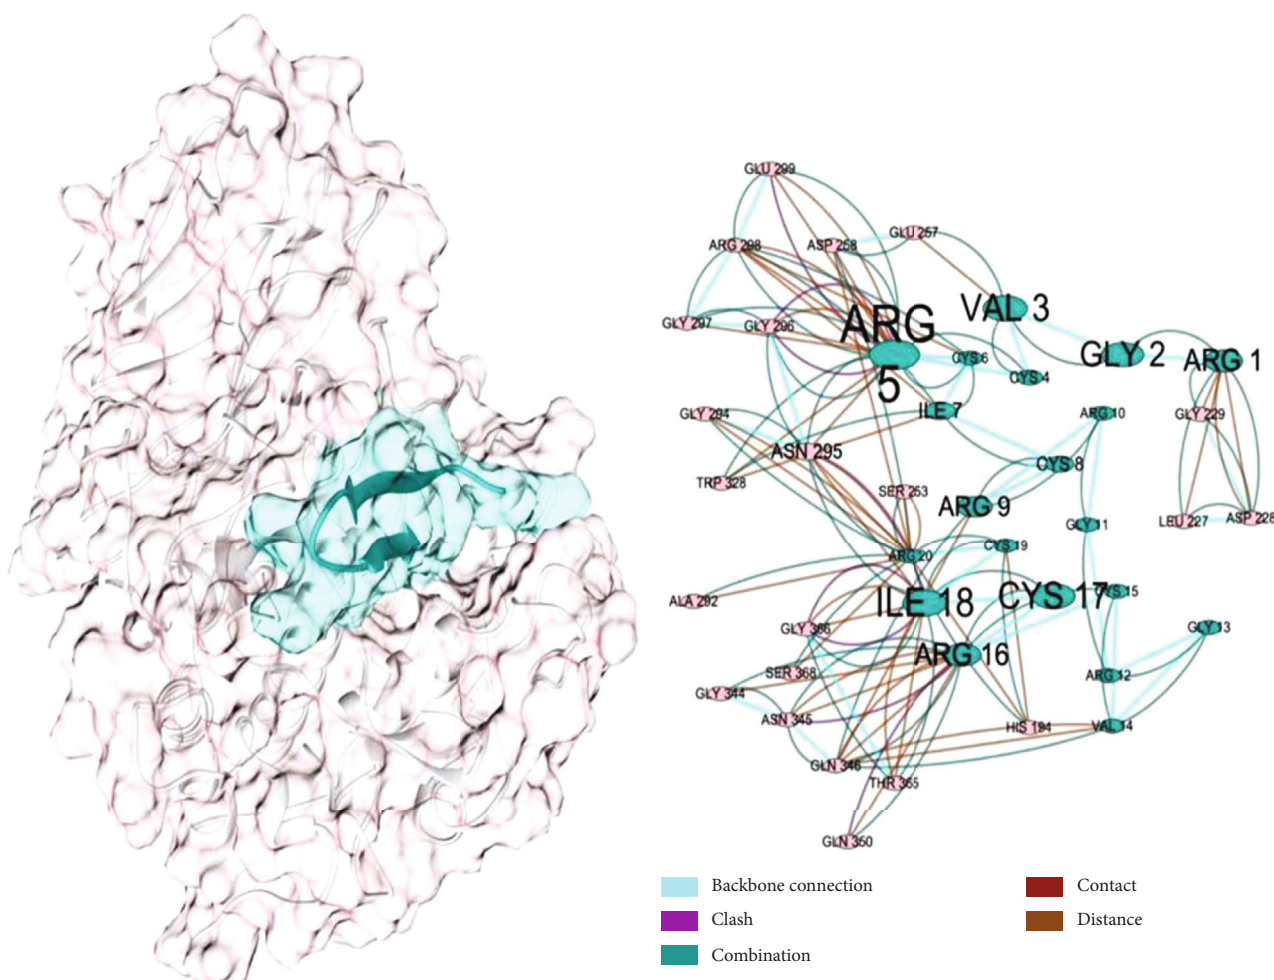 GLU 299
ARG 298
ASP 258
GLU 257
VAL 3
GLY 297
GLY 296
ARG
5
CYS 6
CYS 4
GLY 2
ARG 1
GLY 294
ILE 7
ARG 10
GLY 229
ASN 295
CYS 8
TRP 328
SER 253
ARG 9
GLY 11
LEU 227
ASP 228
ARG 20
CYS 19
ALA 292
ILE 18
CYS 17
CYS 15
GLY 366
ARG 16
GLY 13
SER 368
ARG 12
GLY 344
ASN 345
HIS 194
VAL 14
GLN 346
THR 365
GLN 350
Backbone connection
Clash
Combination
Contact
Distance